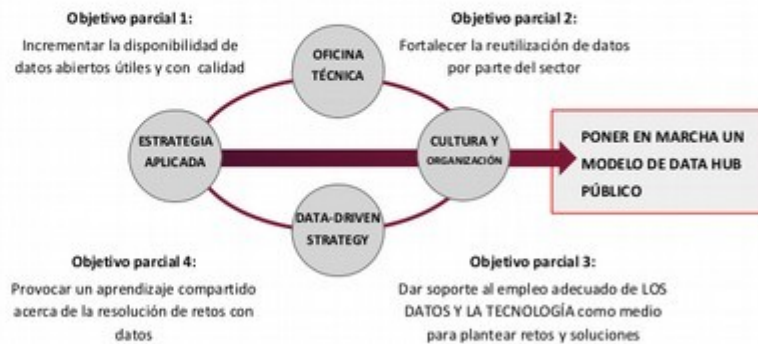 Objetivo parcial 1:
Incrementar la disponibilidad de
datos abiertos útiles y con calidad
OFICINA
TÉCNICA
Objetivo parcial 2:
Fortalecer la reutilización de datos
por parte del sector
ESTRATEGIA
APLICADA
CULTURA Y
ORGANIZACIÓN
PONER EN MARCHA UN
MODELO DE DATA HUB
PÚBLICO
DATA-DRIVEN
STRATEGY
Objetivo parcial 4:
Provocar un aprendizaje compartido
acerca de la resolución de retos con
datos
Objetivo parcial 3:
Dar soporte al empleo adecuado de LOS
DATOS Y LA TECNOLOGÍA como medio
para plantear retos y soluciones